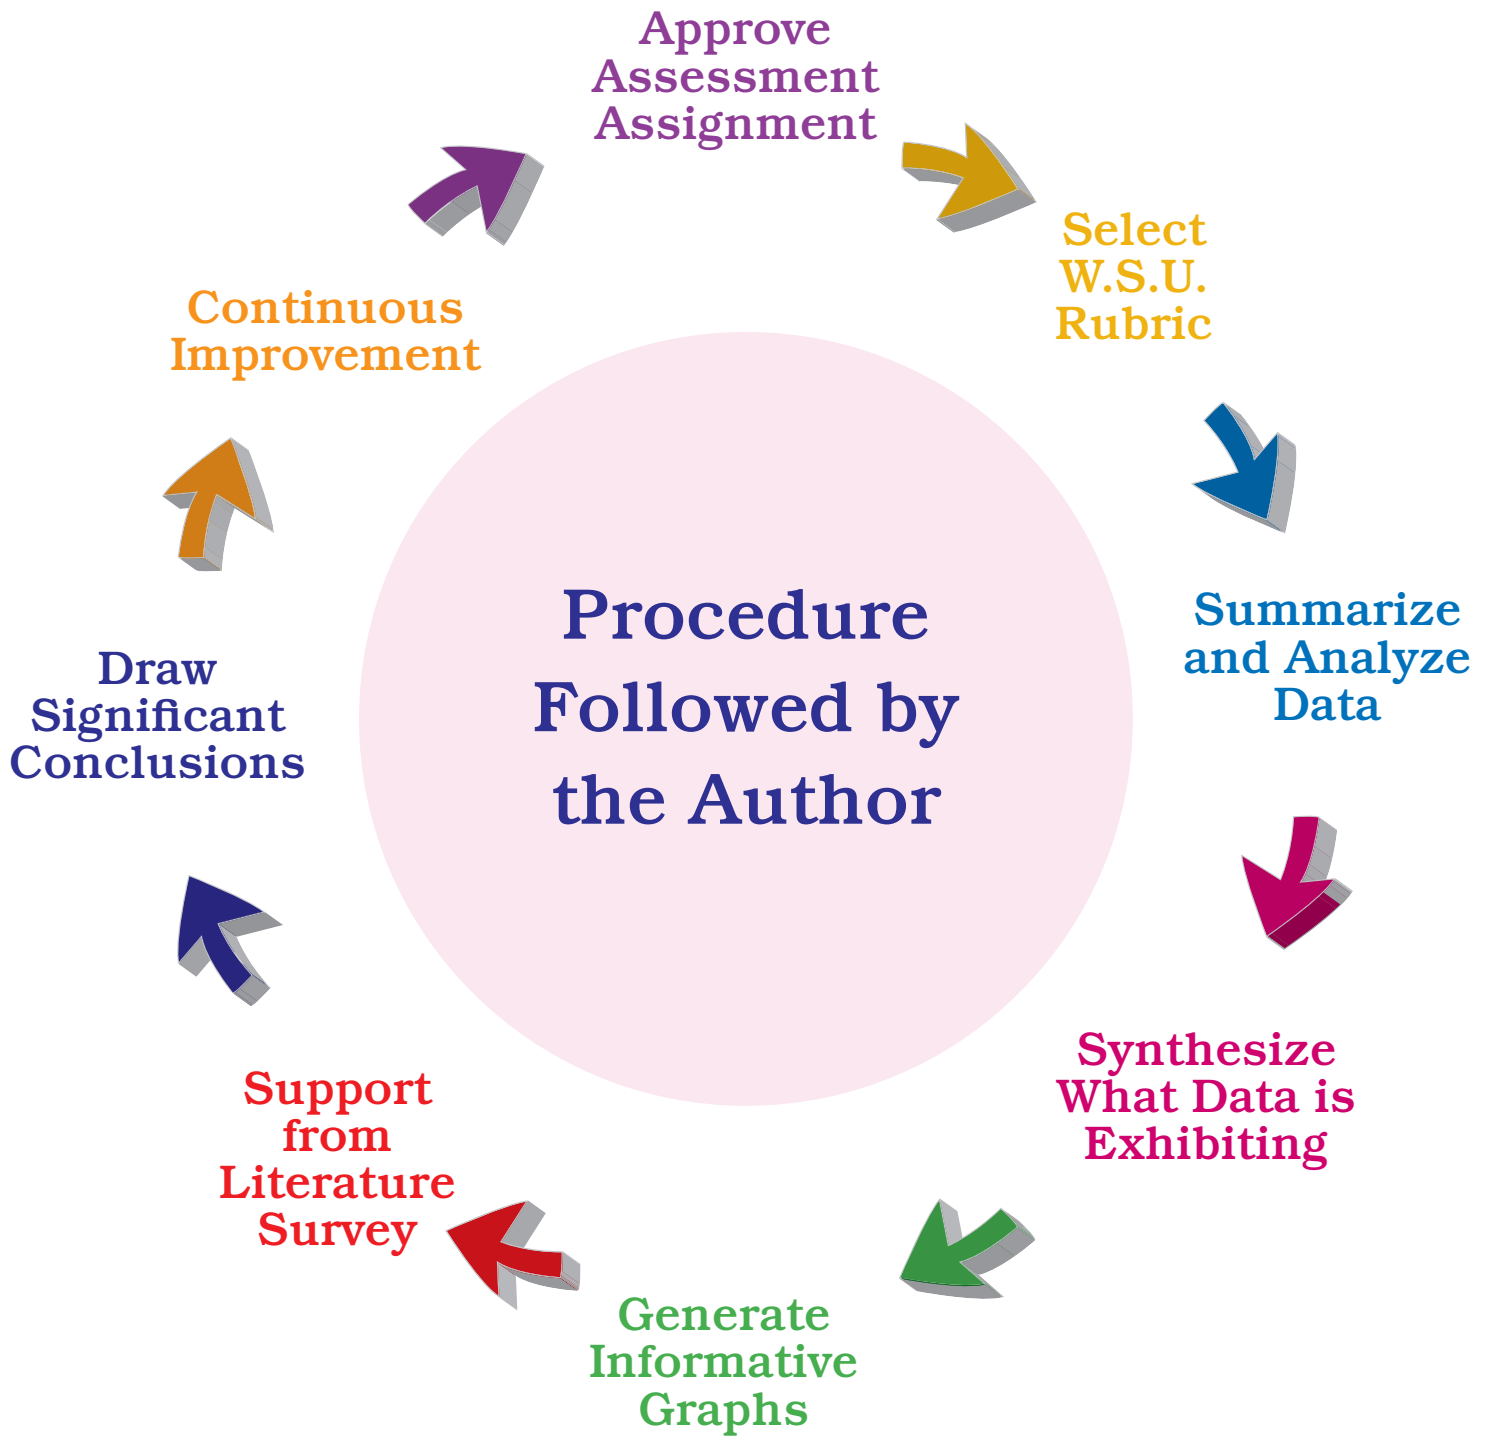 Approve
Assessment
Assignment
Select
W.S.U.
Rubric
Summarize
and Analyze
Data
Synthesize
What Data is
Exhibiting
Generate
Informative
Graphs
Support
from
Literature
Survey
Draw
Significant
Conclusions
Continuous
Improvement
Procedure
Followed by
the Author